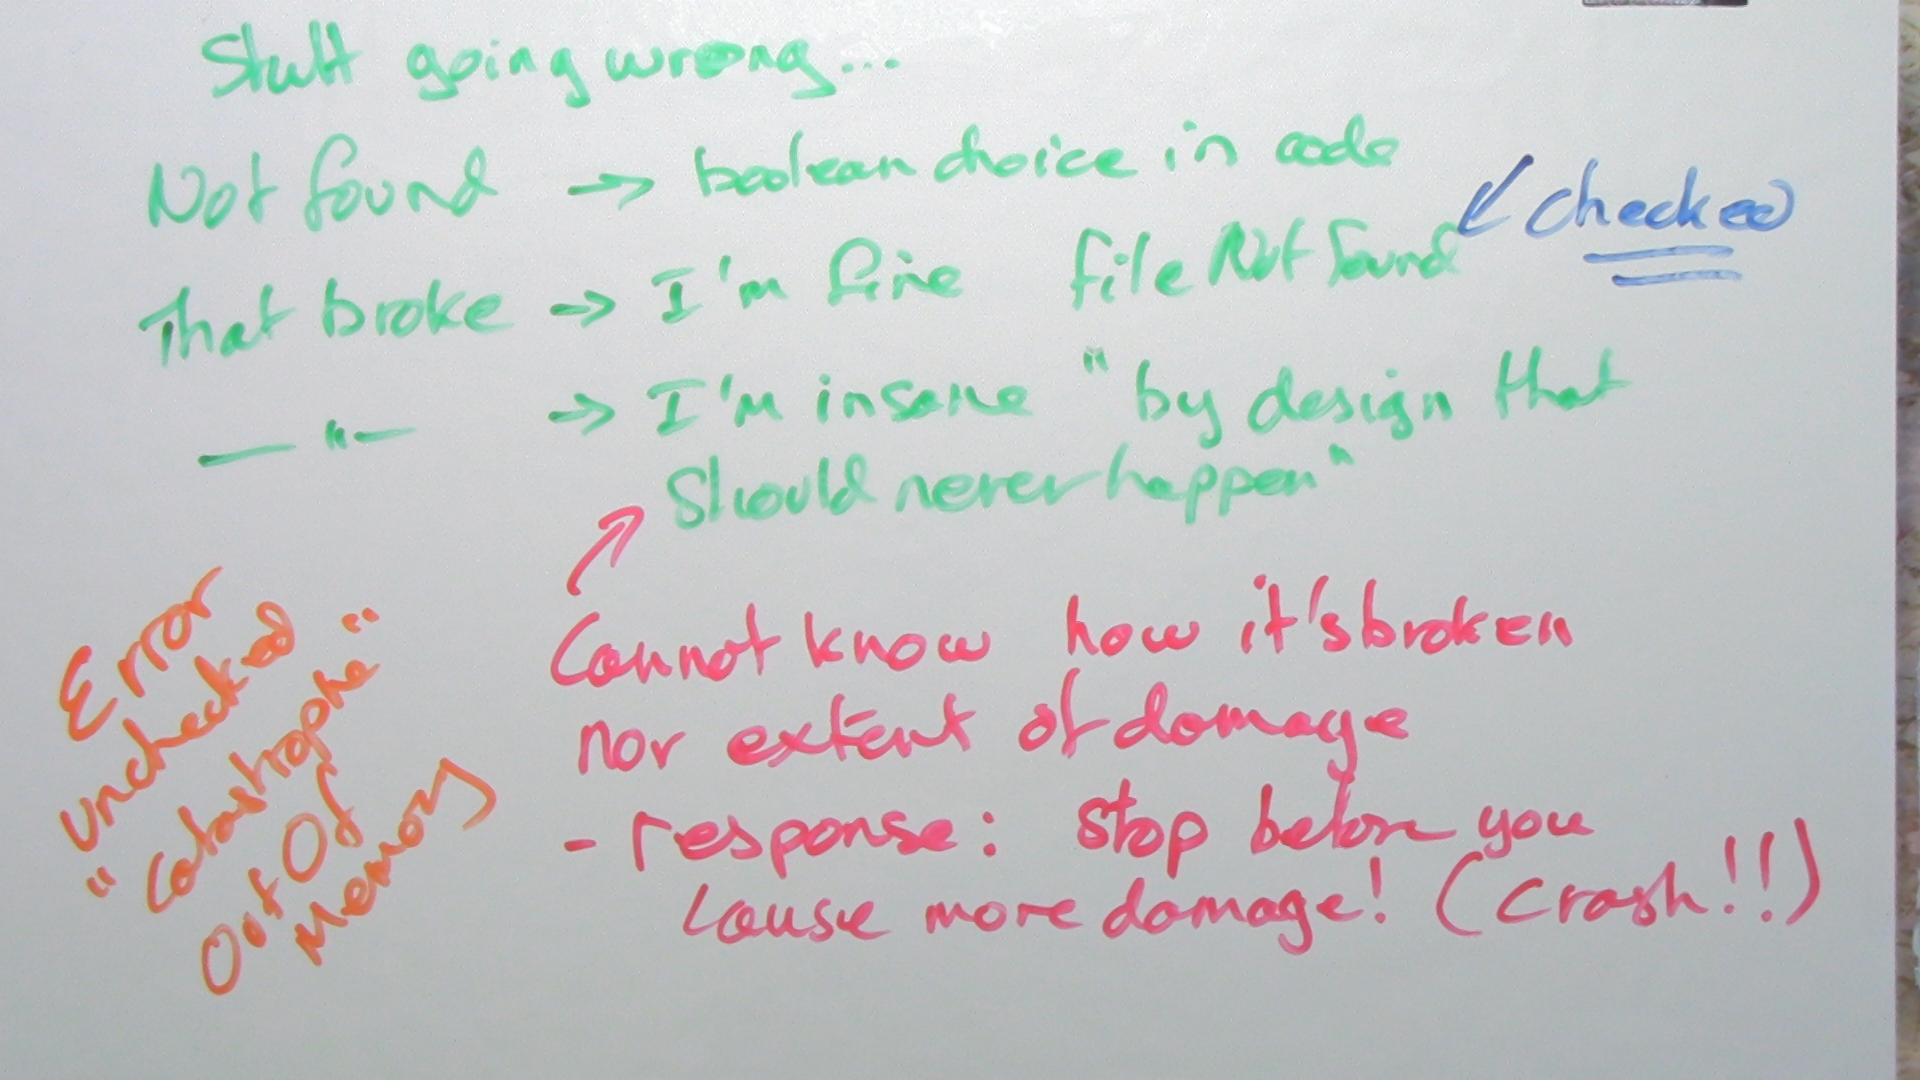 Stuff going wrong...
Not found → boolean choice in code
checked
That broke → I'm fine file Not Found
— " — → I'm insane "by design that
should never happen"
Cannot know how it's broken
nor extent of damage
- response: stop before you
cause more damage! (crash!!)
Error
unchecked
"catastrophe"
Out Of
Memory